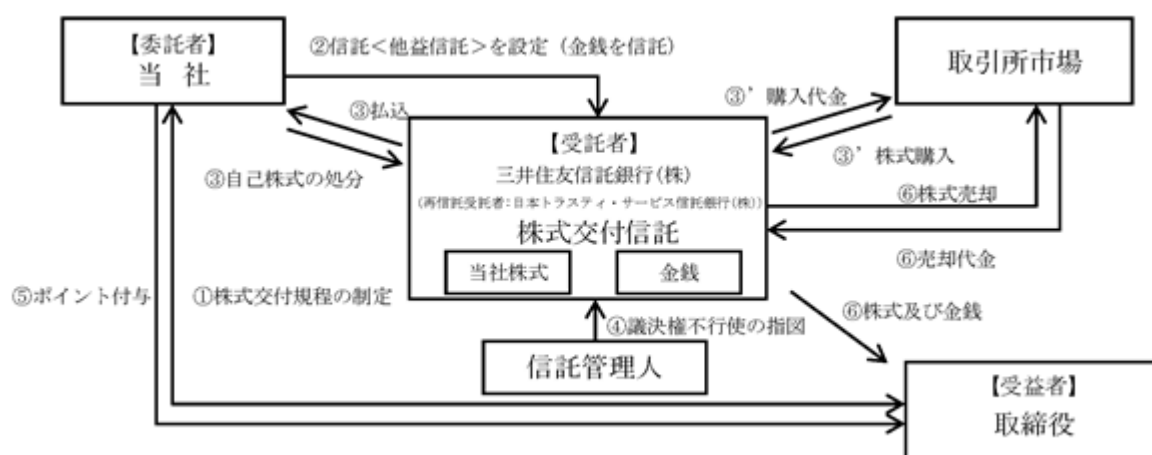 【委託者】
当 社
②信託＜他益信託＞を設定（金銭を信託）
取引所市場
③払込
③’購入代金
【受託者】
三井住友信託銀行(株)
(再信託受託者:日本トラスティ・サービス信託銀行(株))
株式交付信託
当社株式
金銭
③自己株式の処分
③’株式購入
⑥株式売却
⑥売却代金
⑤ポイント付与
①株式交付規程の制定
④議決権不行使の指図
⑥株式及び金銭
信託管理人
【受益者】
取締役